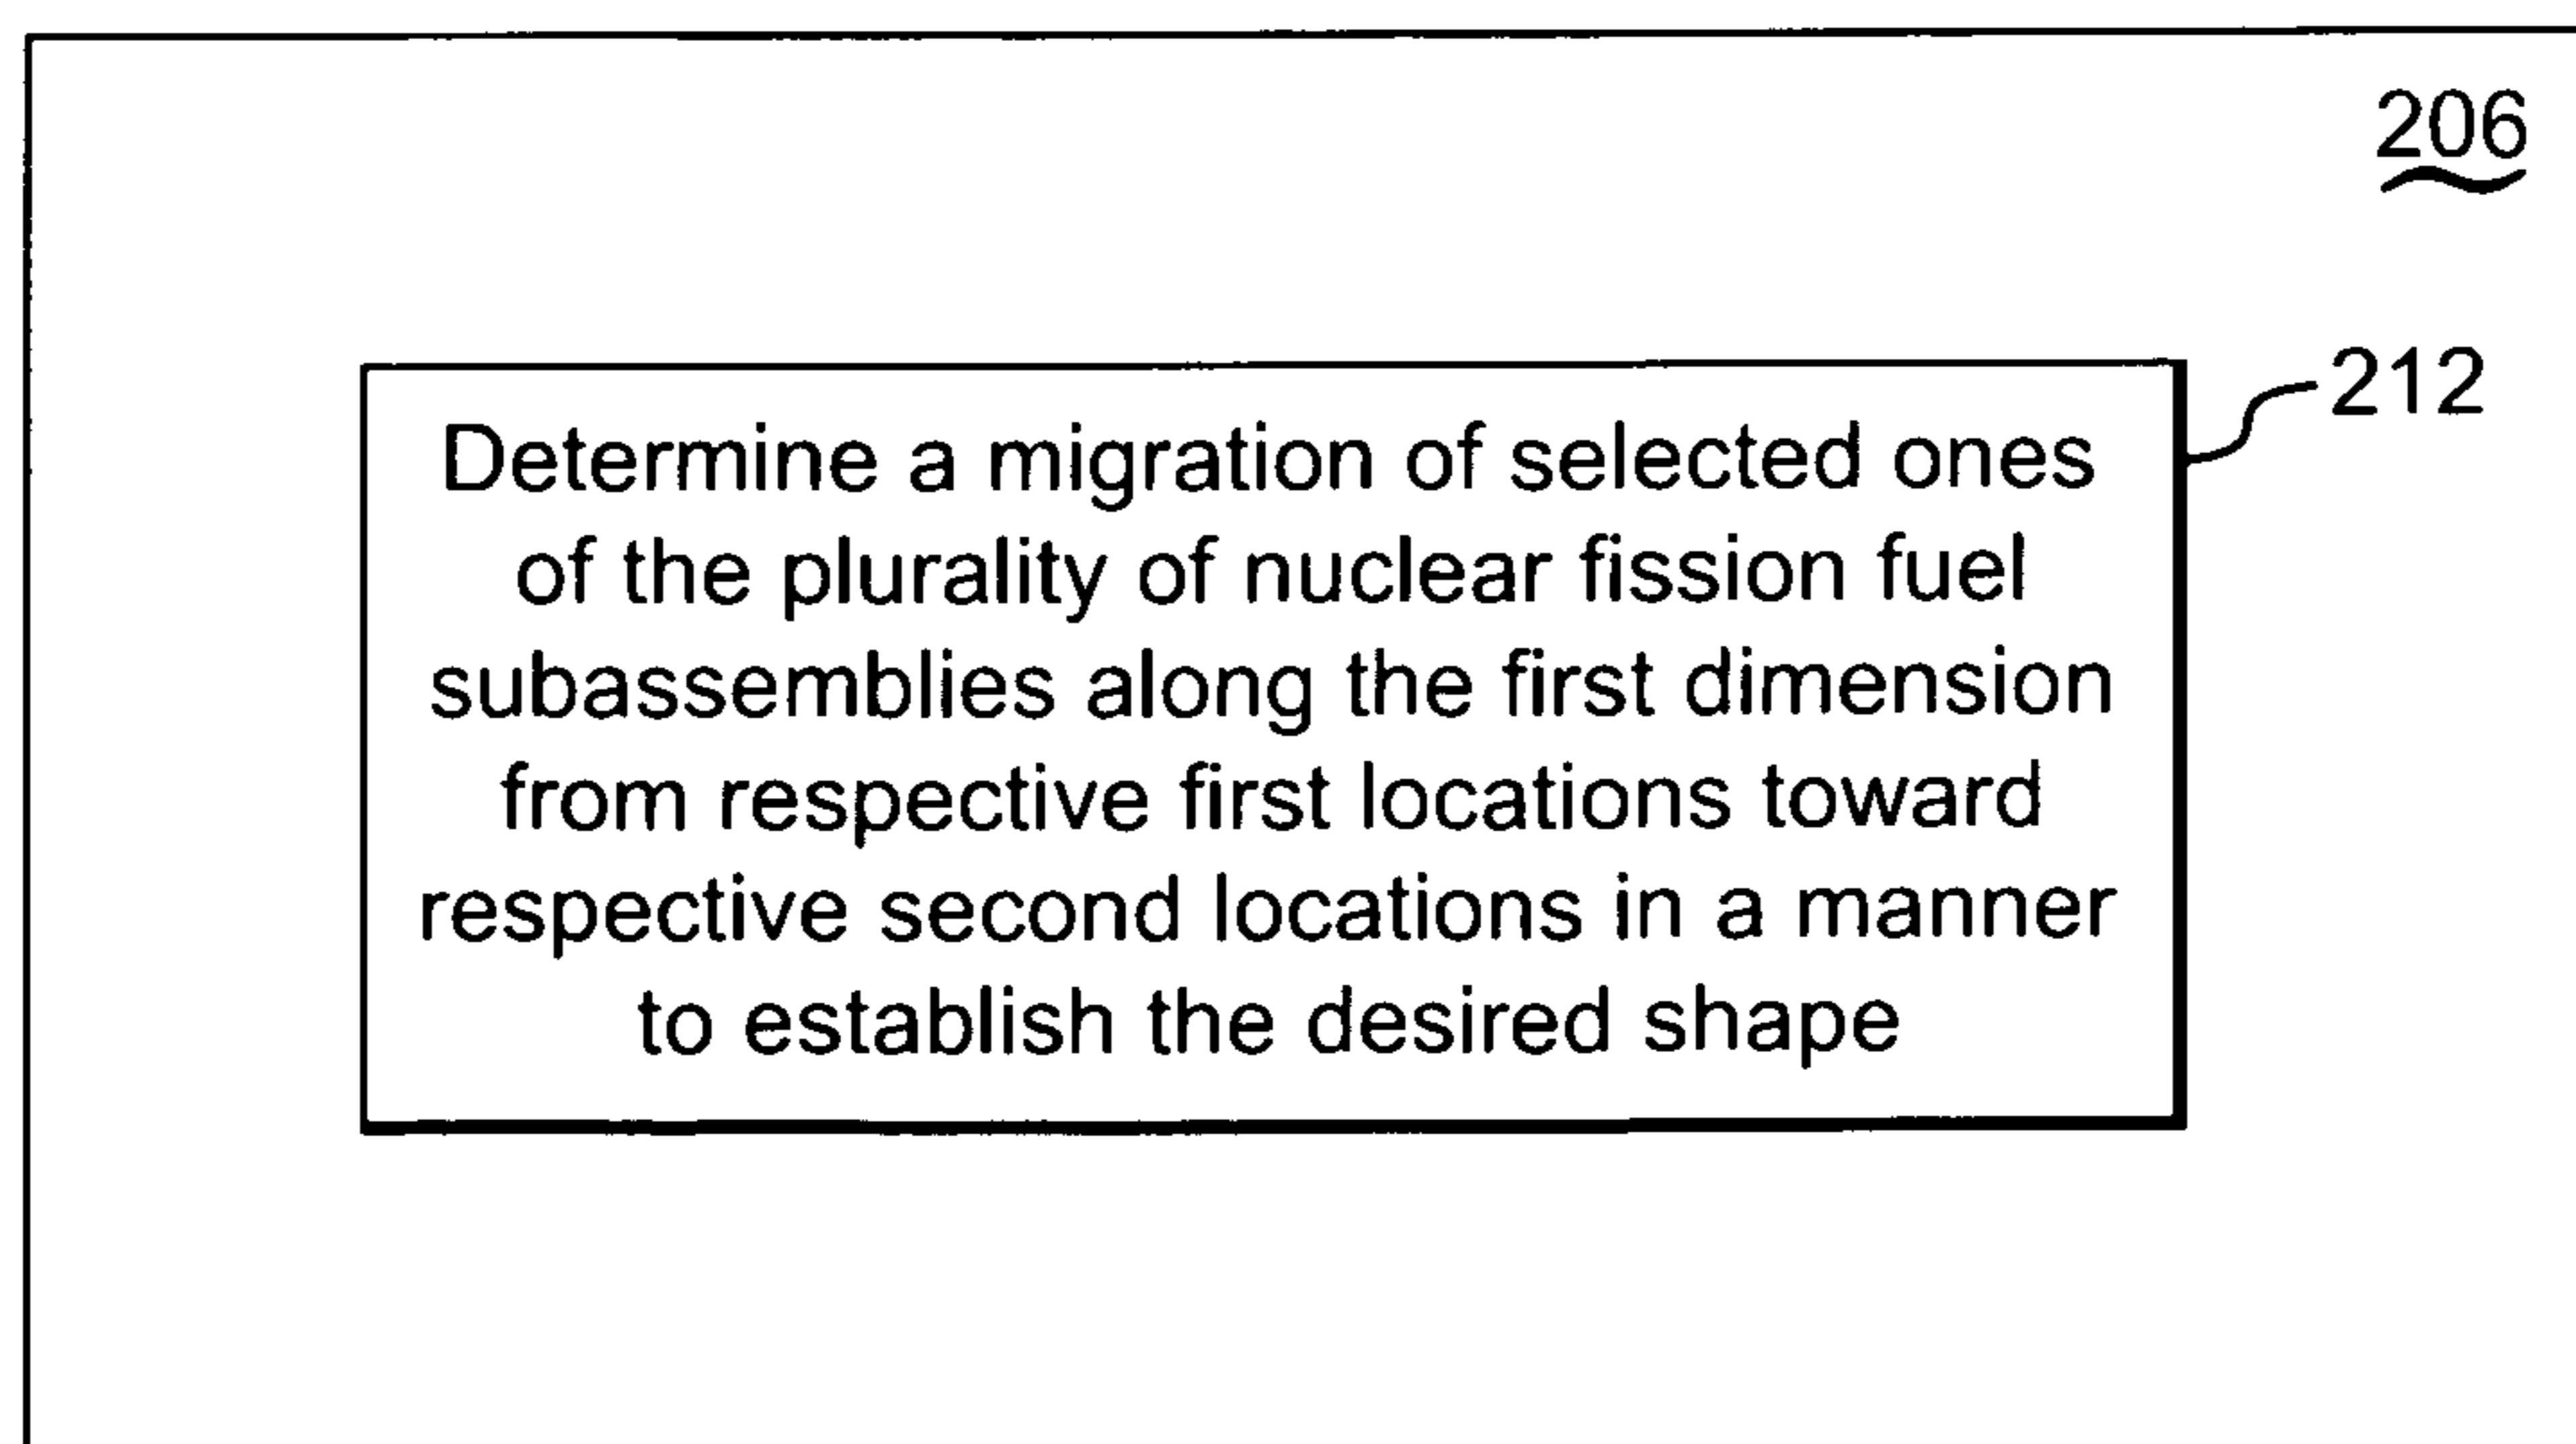 206
212
Determine a migration of selected ones
of the plurality of nuclear fission fuel
subassemblies along the first dimension
from respective first locations toward
respective second locations in a manner
to establish the desired shape